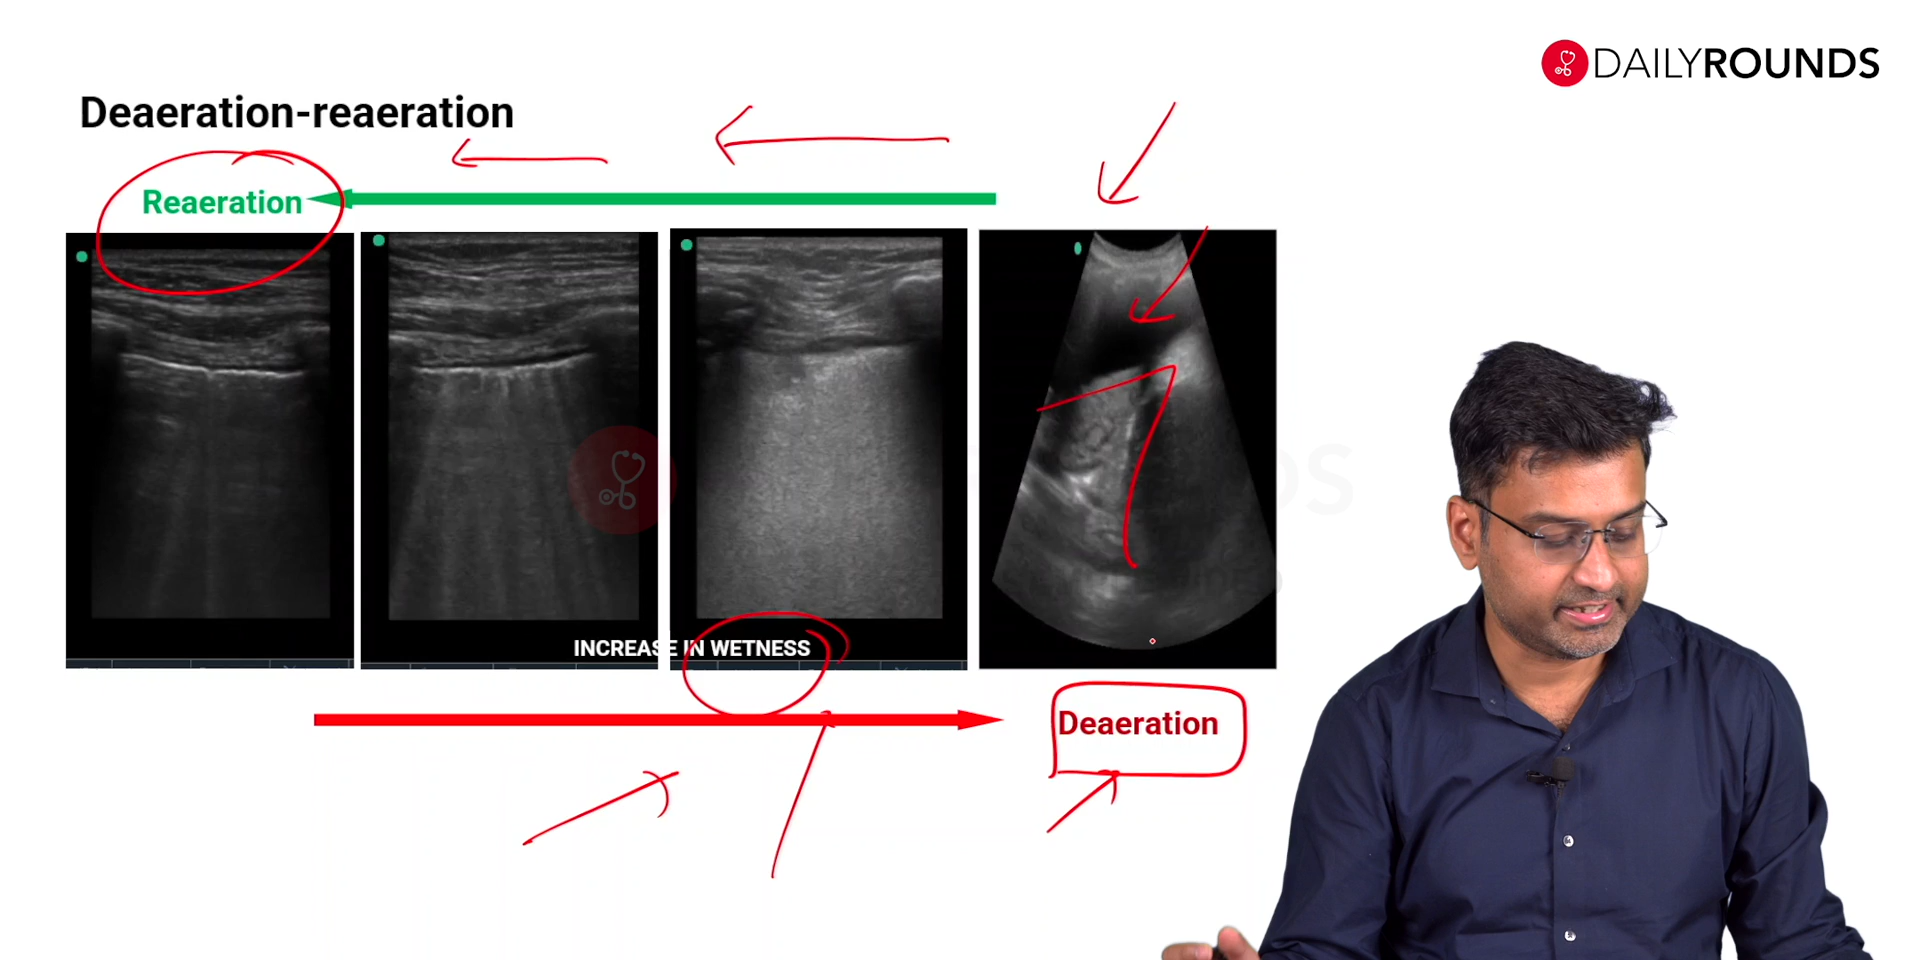 DAILYROUNDS
Deaeration-reaeration
Reaeration
INCREASE IN WETNESS
Deaeration